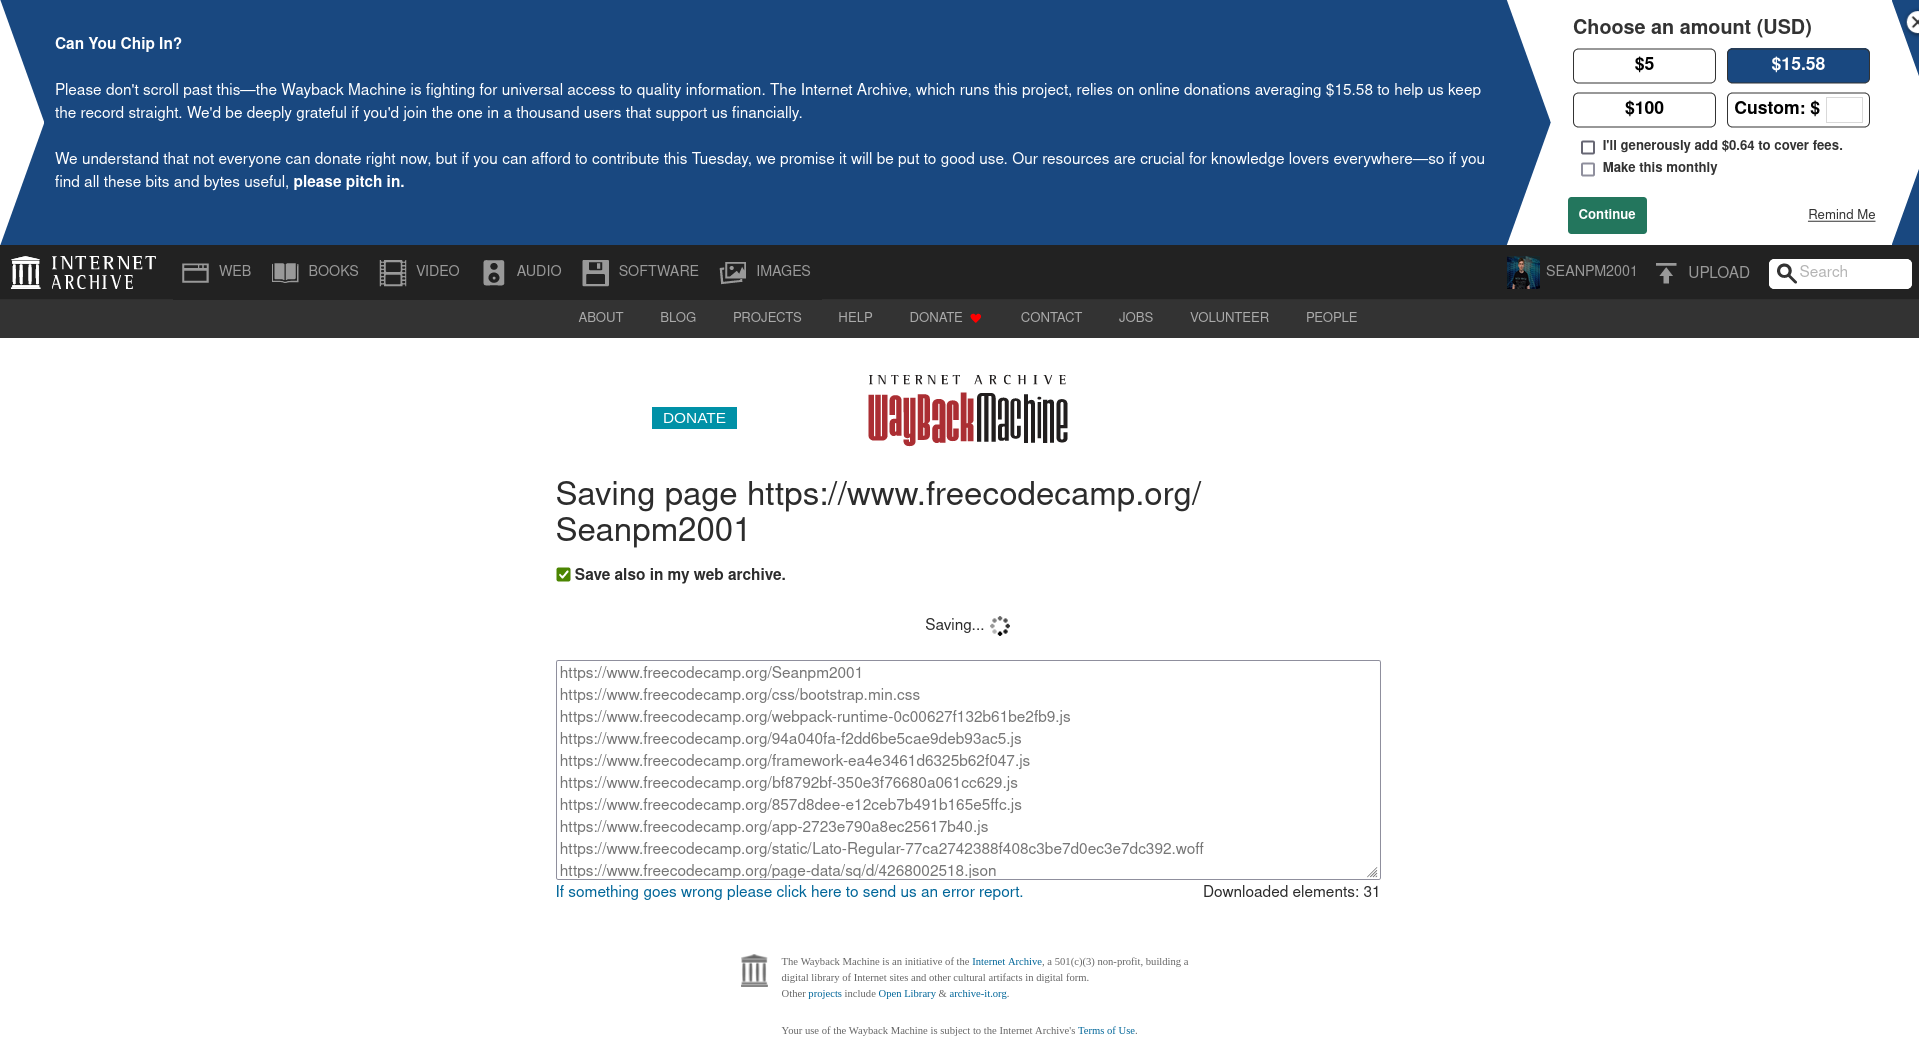 Can You Chip In?
Please don't scroll past this—the Wayback Machine is fighting for universal access to quality information. The Internet Archive, which runs this project, relies on online donations averaging $15.58 to help us keep
the record straight. We'd be deeply grateful if you'd join the one in a thousand users that support us financially.
We understand that not everyone can donate right now, but if you can afford to contribute this Tuesday, we promise it will be put to good use. Our resources are crucial for knowledge lovers everywhere—so if you
find all these bits and bytes useful, please pitch in.
Choose an amount (USD)
$5 $15.58
$100 Custom: $
I'll generously add $0.64 to cover fees.
Make this monthly
Continue Remind Me
INTERNET
ARCHIVE
WEB BOOKS VIDEO AUDIO SOFTWARE IMAGES SEANPM2001 UPLOAD Search
ABOUT BLOG PROJECTS HELP DONATE CONTACT JOBS VOLUNTEER PEOPLE
INTERNET ARCHIVE
WayBackMachine
DONATE
Saving page https://www.freecodecamp.org/
Seanpm2001
Save also in my web archive.
Saving...
https://www.freecodecamp.org/Seanpm2001
https://www.freecodecamp.org/css/bootstrap.min.css
https://www.freecodecamp.org/webpack-runtime-0c00627f132b61be2fb9.js
https://www.freecodecamp.org/94a040fa-f2dd6be5cae9deb93ac5.js
https://www.freecodecamp.org/framework-ea4e3461d6325b62f047.js
https://www.freecodecamp.org/bf8792bf-350e3f76680a061cc629.js
https://www.freecodecamp.org/857d8dee-e12ceb7b491b165e5ffc.js
https://www.freecodecamp.org/app-2723e790a8ec25617b40.js
https://www.freecodecamp.org/static/Lato-Regular-77ca2742388f408c3be7d0ec3e7dc392.woff
https://www.freecodecamp.org/page-data/sq/d/4268002518.json
If something goes wrong please click here to send us an error report. Downloaded elements: 31
The Wayback Machine is an initiative of the Internet Archive, a 501(c)(3) non-profit, building a
digital library of Internet sites and other cultural artifacts in digital form.
Other projects include Open Library & archive-it.org.
Your use of the Wayback Machine is subject to the Internet Archive's Terms of Use.